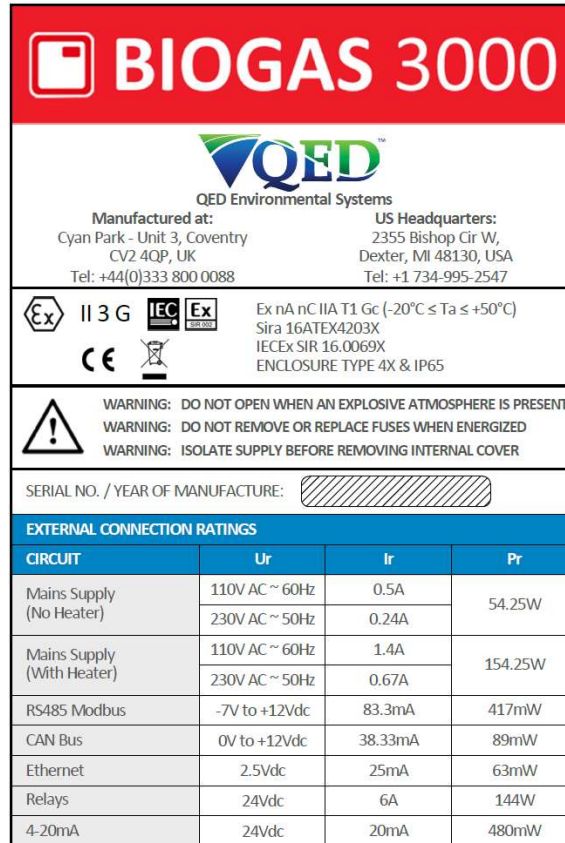 BIOGAS 3000
QED™
QED Environmental Systems
Manufactured at:
Cyan Park - Unit 3, Coventry
CV2 4QP, UK
Tel: +44(0)333 800 0088
US Headquarters:
2355 Bishop Cir W,
Dexter, MI 48130, USA
Tel: +1 734-995-2547
Ex II 3 G IEC Ex
SIR 002
CE
Ex nA nC IIA T1 Gc (-20°C ≤ Ta ≤ +50°C)
Sira 16ATEX4203X
IECEx SIR 16.0069X
ENCLOSURE TYPE 4X & IP65
WARNING: DO NOT OPEN WHEN AN EXPLOSIVE ATMOSPHERE IS PRESENT
WARNING: DO NOT REMOVE OR REPLACE FUSES WHEN ENERGIZED
WARNING: ISOLATE SUPPLY BEFORE REMOVING INTERNAL COVER
SERIAL NO. / YEAR OF MANUFACTURE:
EXTERNAL CONNECTION RATINGS
CIRCUIT Ur Ir Pr
Mains Supply
(No Heater)
110V AC ~ 60Hz 0.5A
230V AC ~ 50Hz 0.24A
54.25W
Mains Supply
(With Heater)
110V AC ~ 60Hz 1.4A
230V AC ~ 50Hz 0.67A
154.25W
RS485 Modbus -7V to +12Vdc 83.3mA 417mW
CAN Bus 0V to +12Vdc 38.33mA 89mW
Ethernet 2.5Vdc 25mA 63mW
Relays 24Vdc 6A 144W
4-20mA 24Vdc 20mA 480mW